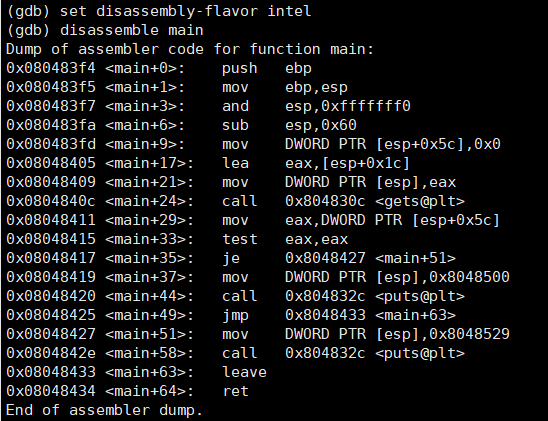 (gdb) set disassembly-flavor intel
(gdb) disassemble main
Dump of assembler code for function main:
0x080483f4 <main+0>:    push   ebp
0x080483f5 <main+1>:    mov    ebp,esp
0x080483f7 <main+3>:    and    esp,0xfffffff0
0x080483fa <main+6>:    sub    esp,0x60
0x080483fd <main+9>:    mov    DWORD PTR [esp+0x5c],0x0
0x08048405 <main+17>:   lea    eax,[esp+0x1c]
0x08048409 <main+21>:   mov    DWORD PTR [esp],eax
0x0804840c <main+24>:   call   0x804830c <gets@plt>
0x08048411 <main+29>:   mov    eax,DWORD PTR [esp+0x5c]
0x08048415 <main+33>:   test   eax,eax
0x08048417 <main+35>:   je     0x8048427 <main+51>
0x08048419 <main+37>:   mov    DWORD PTR [esp],0x8048500
0x08048420 <main+44>:   call   0x804832c <puts@plt>
0x08048425 <main+49>:   jmp    0x8048433 <main+63>
0x08048427 <main+51>:   mov    DWORD PTR [esp],0x8048529
0x0804842e <main+58>:   call   0x804832c <puts@plt>
0x08048433 <main+63>:   leave
0x08048434 <main+64>:   ret
End of assembler dump.